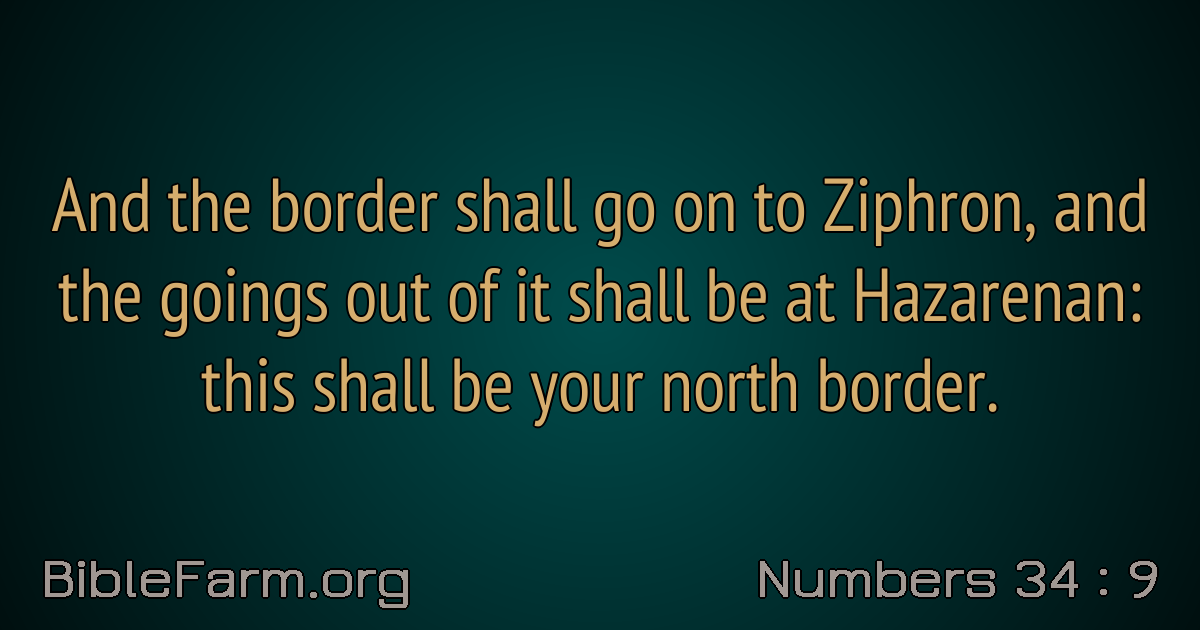 And the border shall go on to Ziphron, and
the goings out of it shall be at Hazarenan:
this shall be your north border.
BibleFarm.org
Numbers 34 : 9